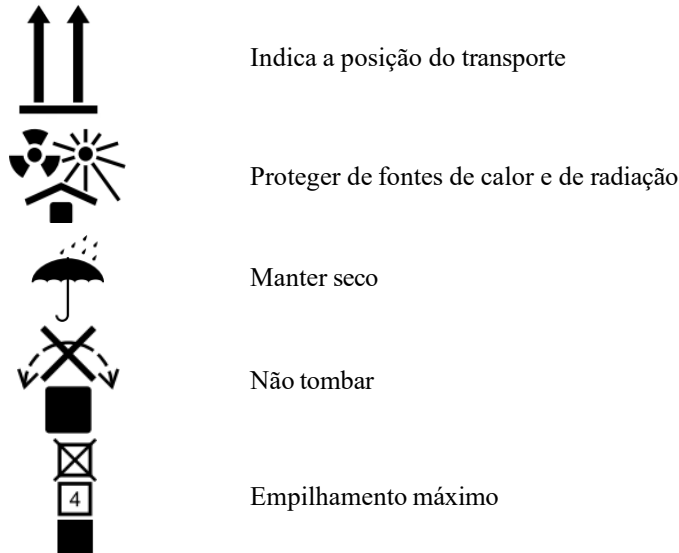 Indica a posição do transporte
Proteger de fontes de calor e de radiação
Manter seco
Não tombar
4
Empilhamento máximo